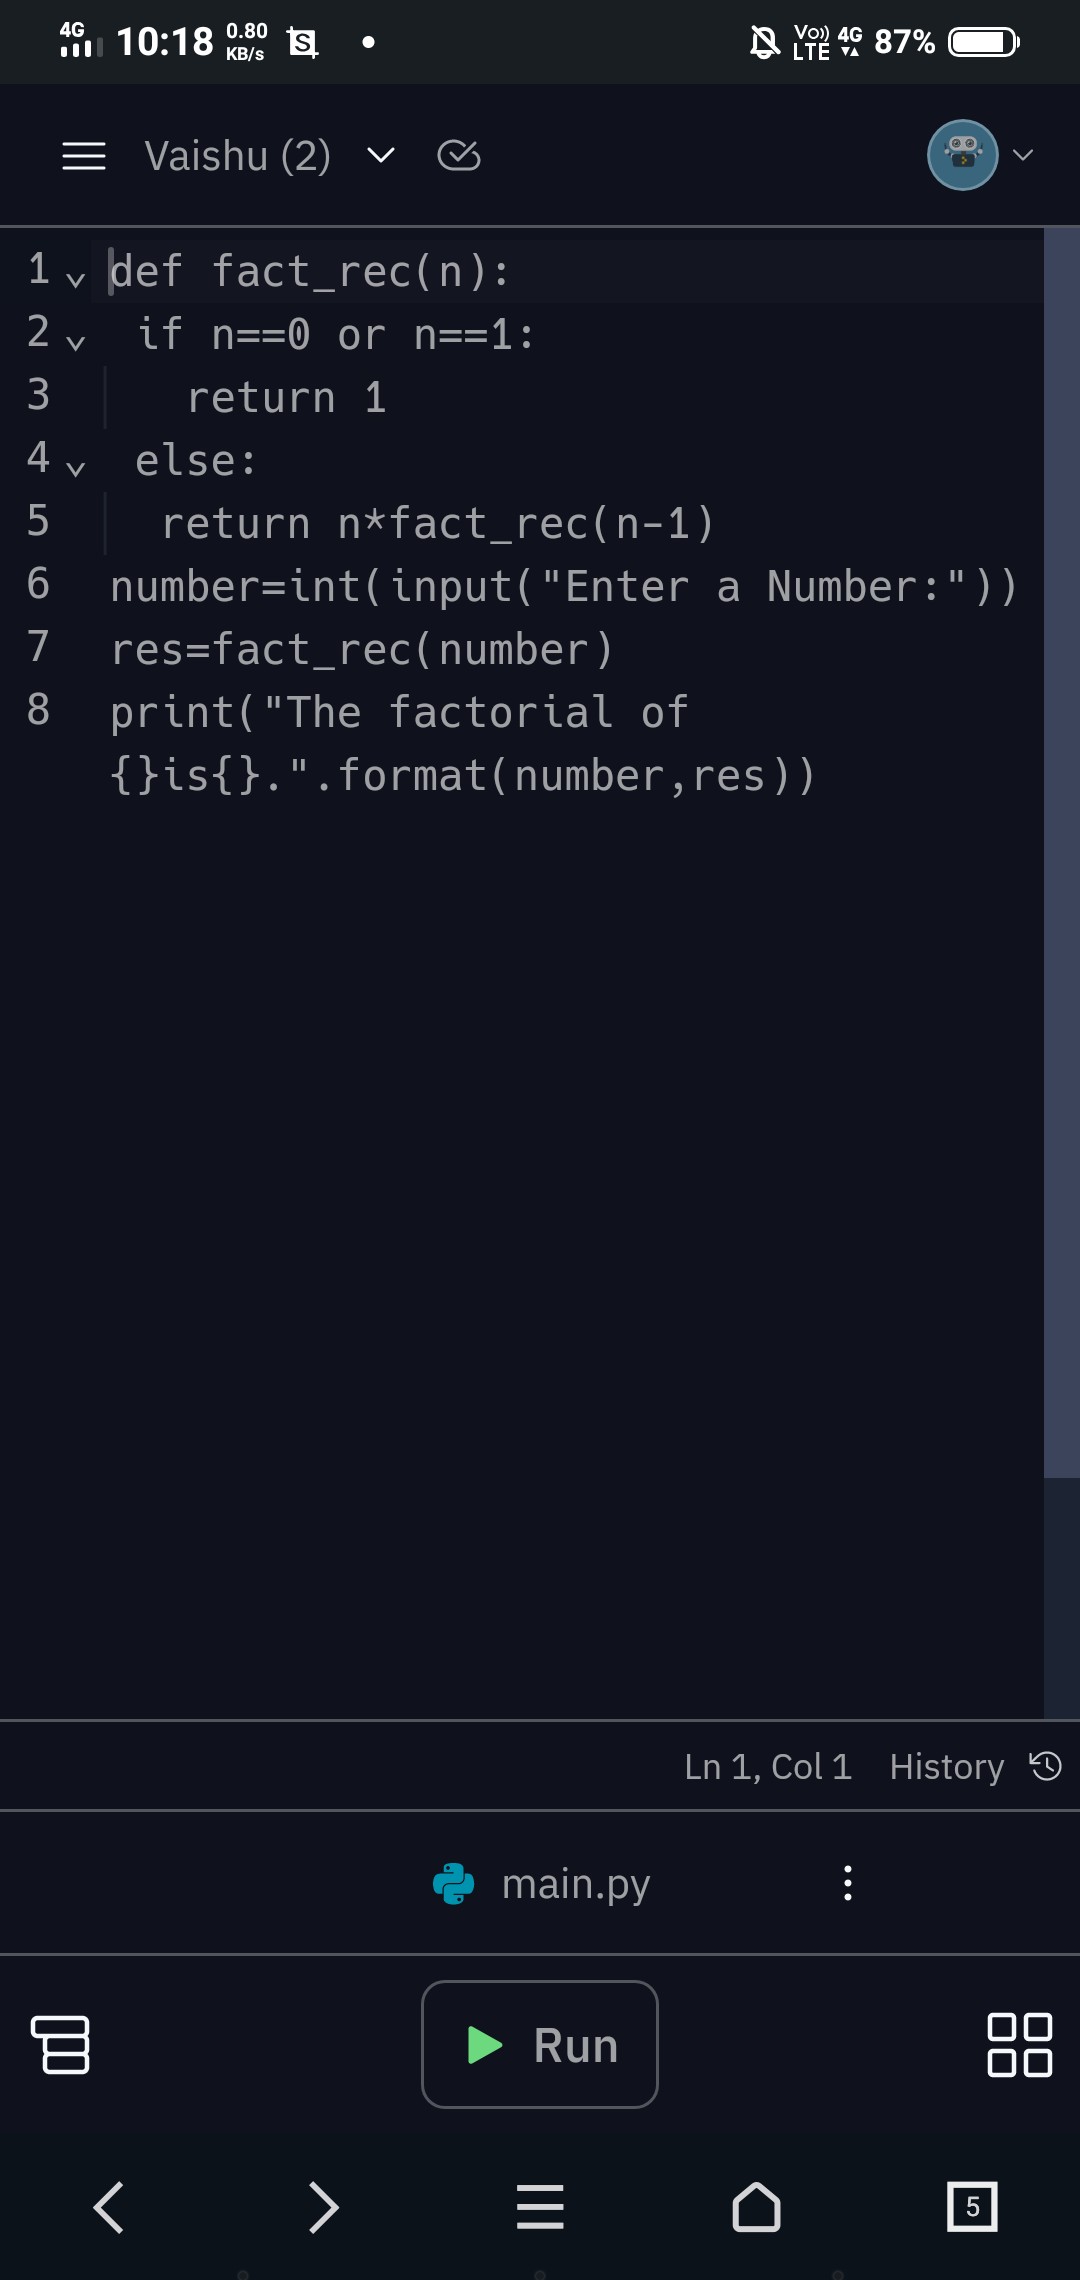 4G 10:18 0.80 KB/s S VoLTE 4G 87%
Vaishu (2)
1 def fact_rec(n):
2  if n==0 or n==1:
3    return 1
4  else:
5   return n*fact_rec(n-1)
6 number=int(input("Enter a Number:"))
7 res=fact_rec(number)
8 print("The factorial of
{}is{}.".format(number,res))
Ln 1, Col 1 History
main.py
Run
5